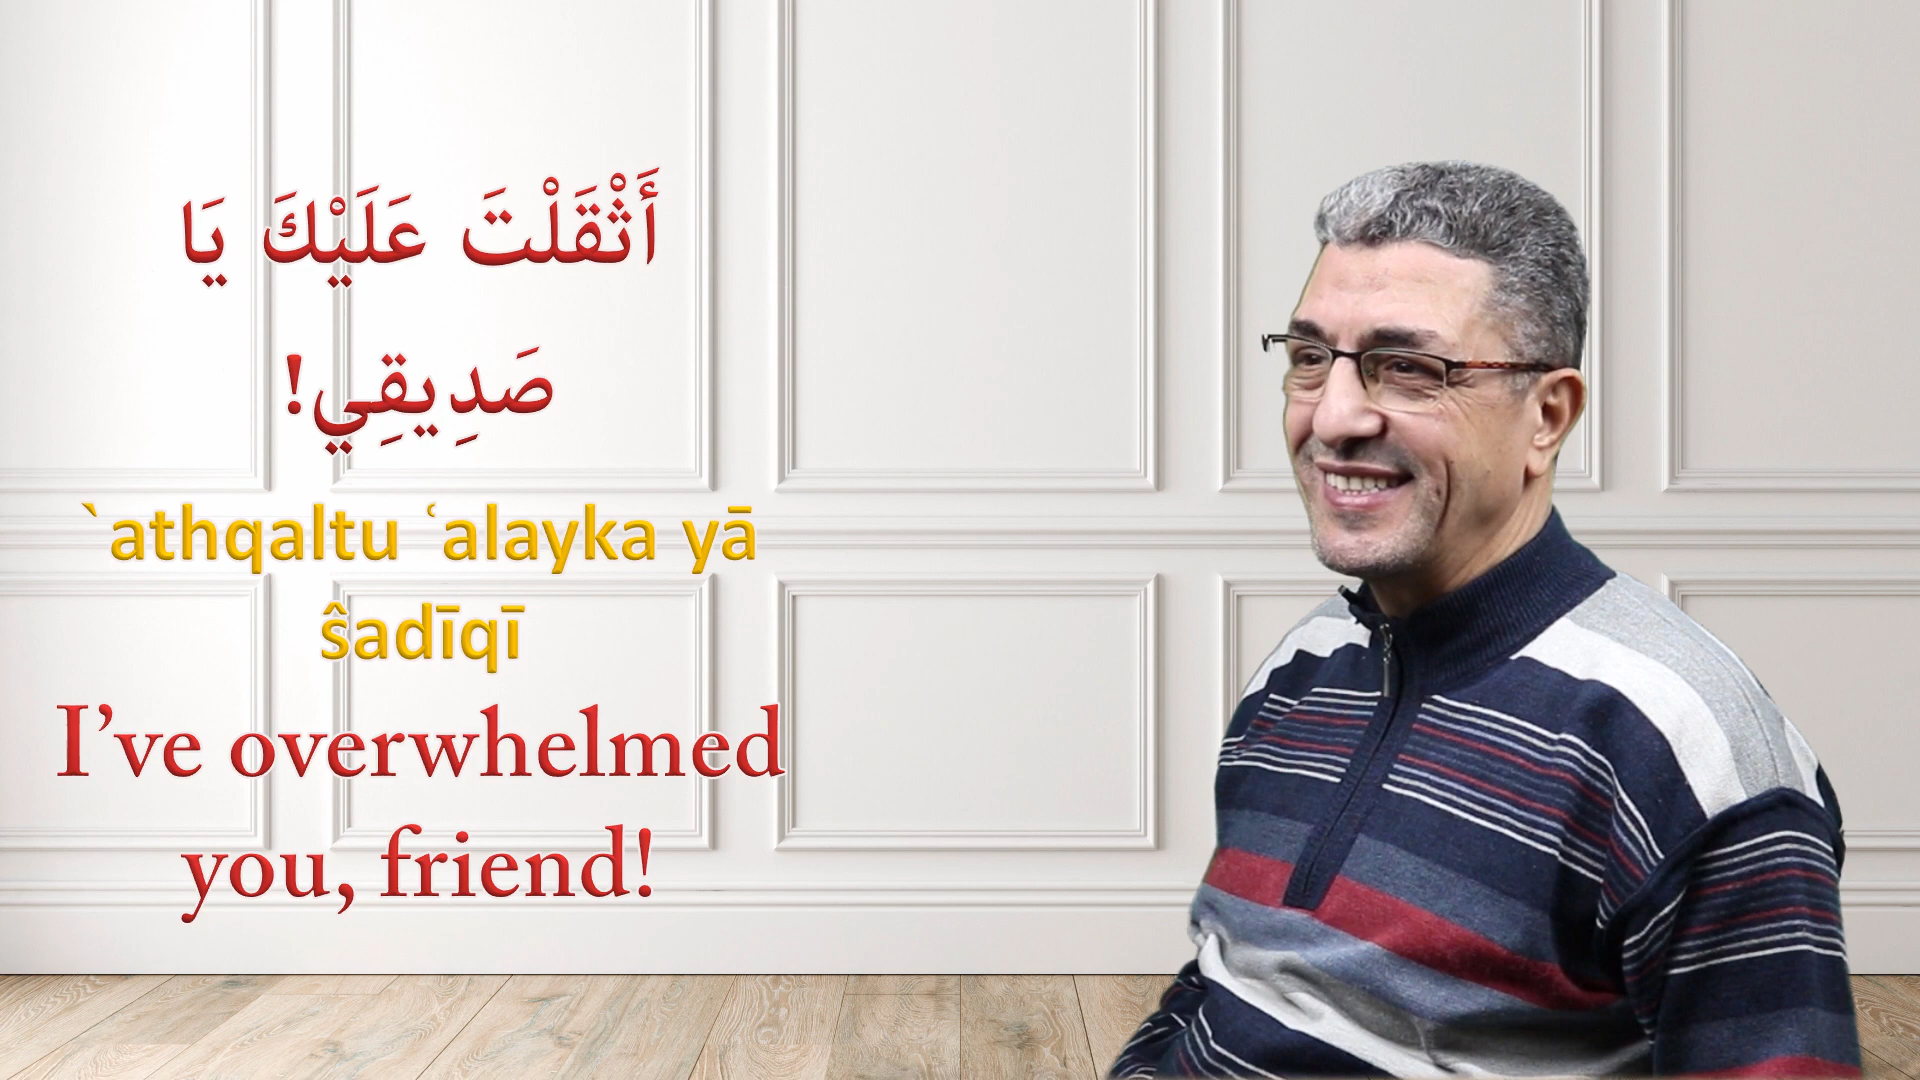 أَثْقَلْتَ عَلَيْكَ يَا
صَدِيقِي!
`athqaltu ʿalayka yā
ŝadīqī
I’ve overwhelmed
you, friend!